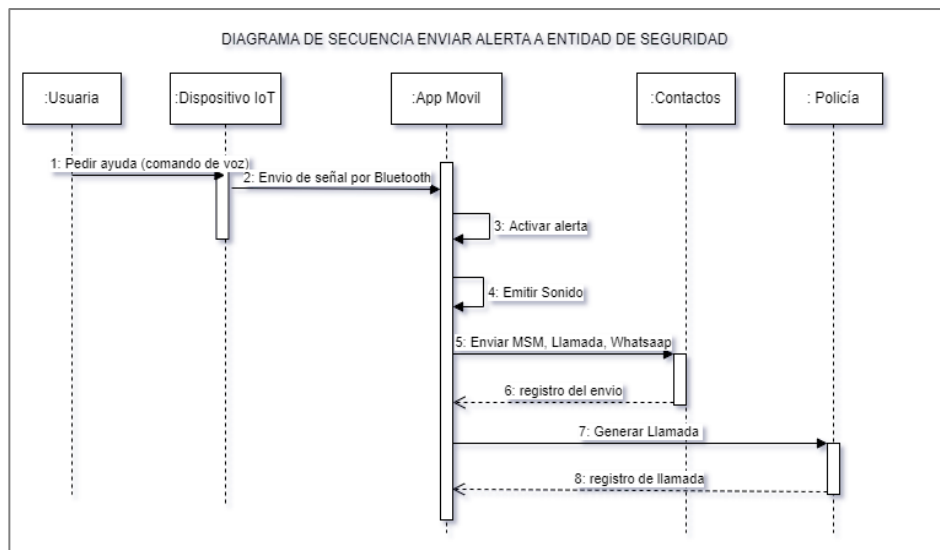 DIAGRAMA DE SECUENCIA ENVIAR ALERTA A ENTIDAD DE SEGURIDAD
:Usuaria
:Dispositivo IoT
:App Movil
:Contactos
: Policía
1: Pedir ayuda (comando de voz)
2: Envio de señal por Bluetooth
3: Activar alerta
4: Emitir Sonido
5: Enviar MSM, Llamada, Whatsaap
6: registro del envio
7: Generar Llamada
8: registro de llamada